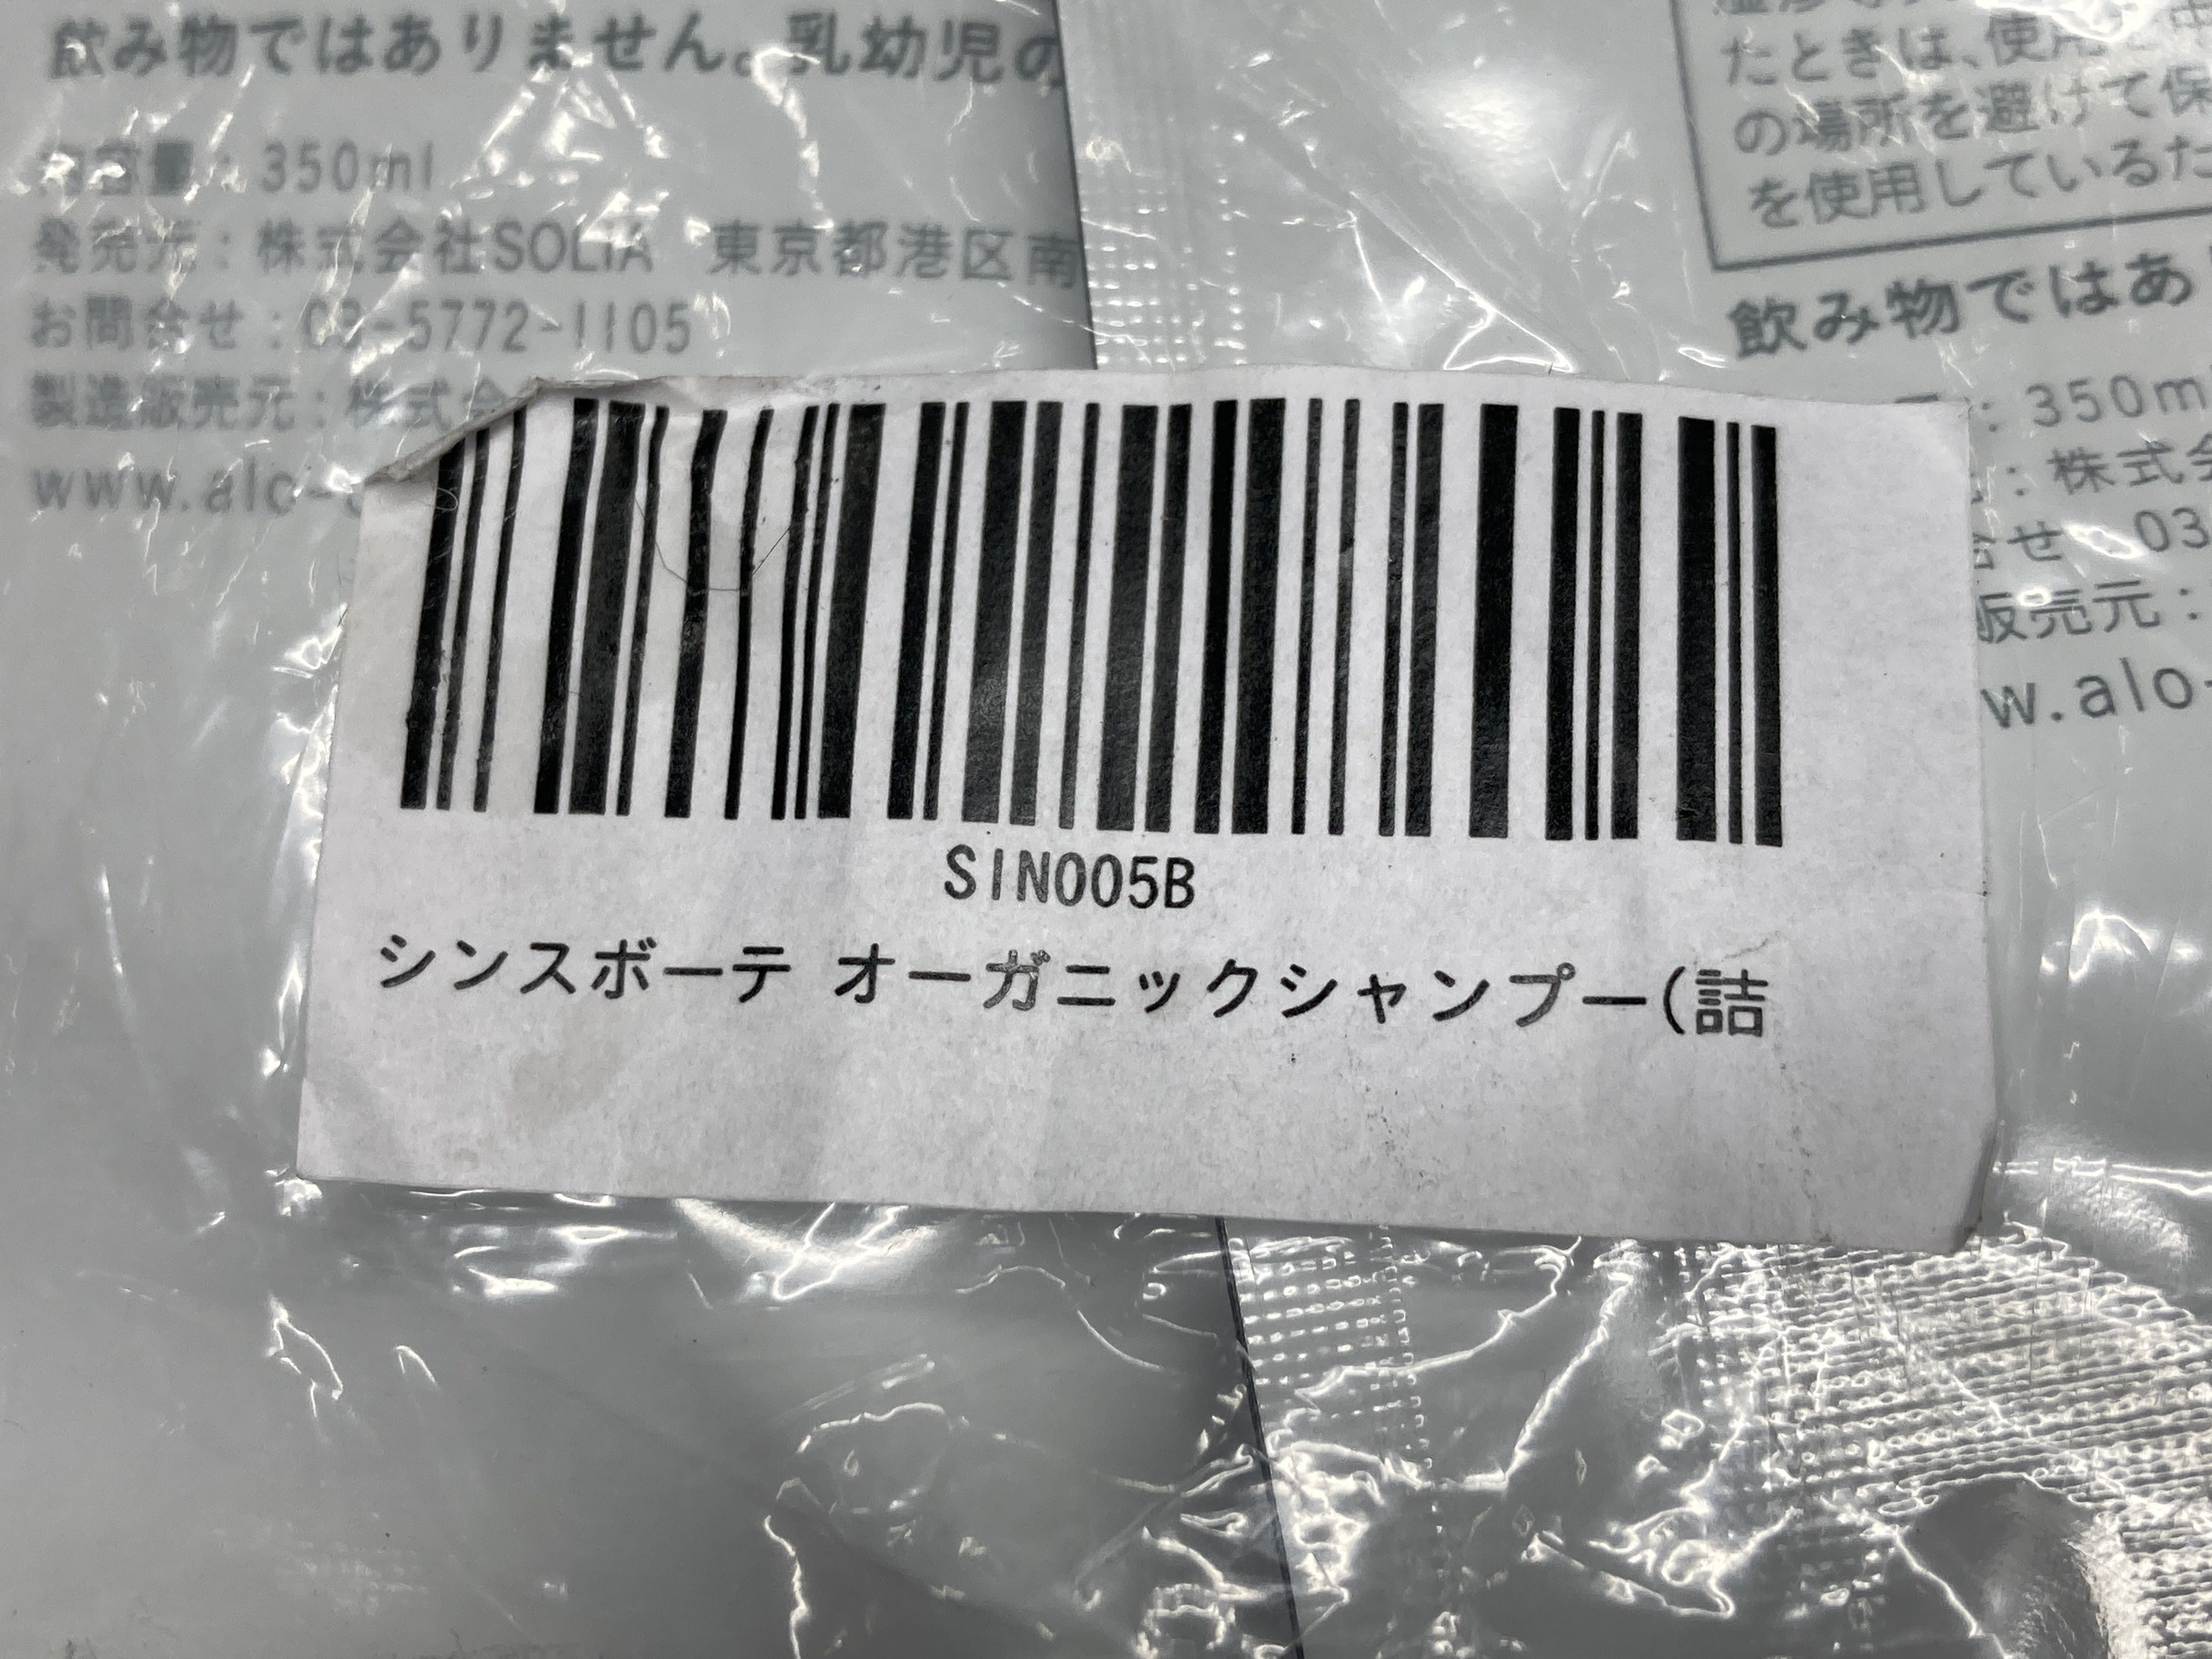 飲み物ではありません。乳幼児の
内容量：350ml
発売元：株式会社SOLIA 東京都港区南
お問合せ：03-5772-1105
製造販売元：株式会
www.alo-
たときは、使用
の場所を避けて保
を使用しているた
飲み物ではあ
：350m
：株式会
合せ：03
販売元：
w.alo-
SIN005B
シンスボーテ オーガニックシャンプー(詰